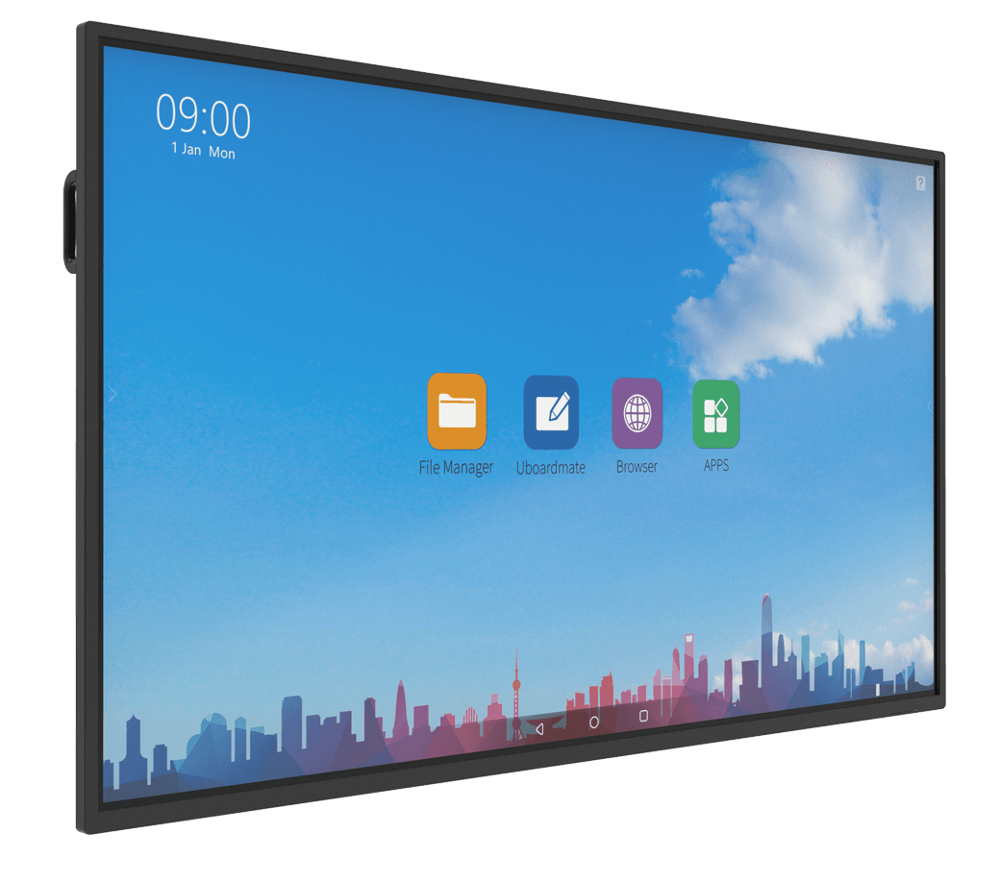 09:00
1 Jan Mon
?
File Manager
Uboardmate
Browser
APPS